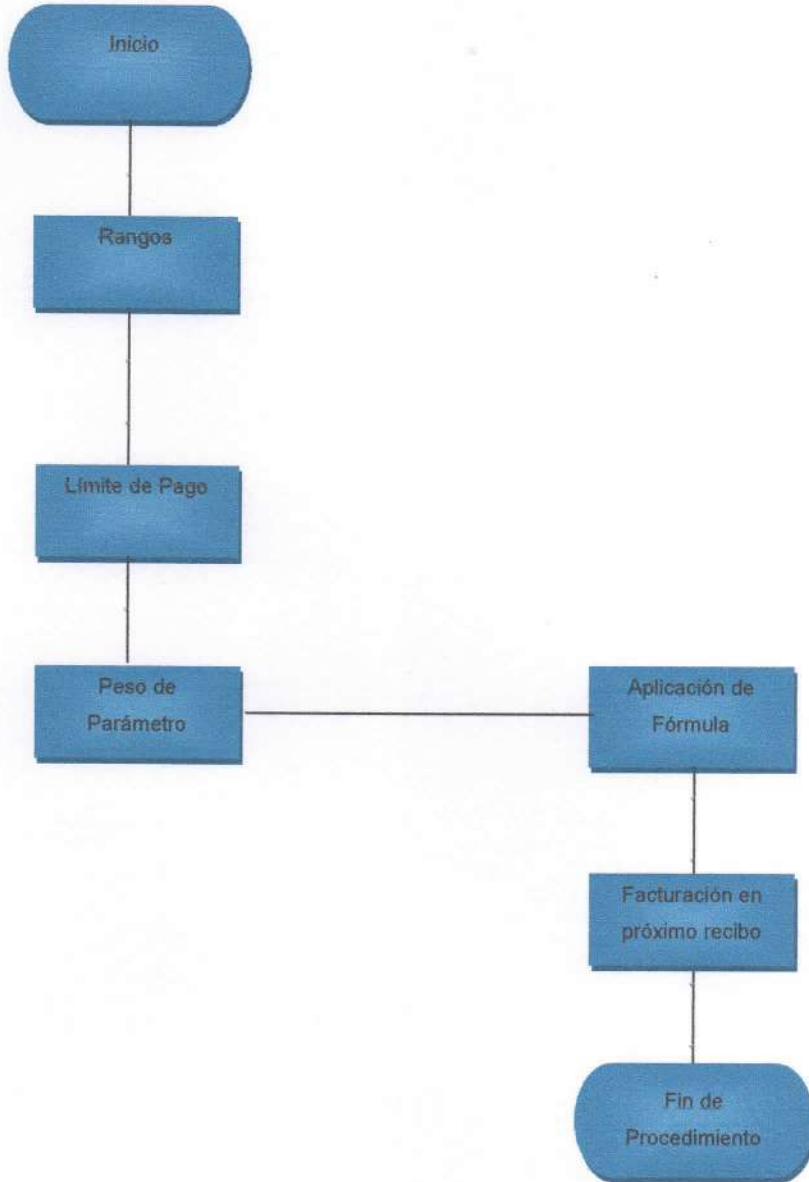 Inicio
Rangos
Límite de Pago
Peso de
Parámetro
Aplicación de
Fórmula
Facturación en
próximo recibo
Fin de
Procedimiento